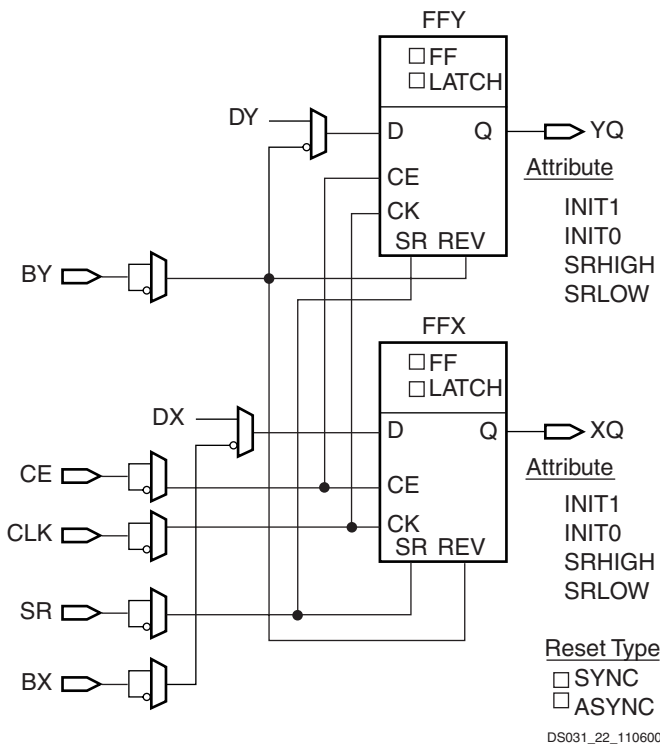 FFY
FF
LATCH
DY
D Q
YQ
CE
CK
SR REV
Attribute
INIT1
INIT0
SRHIGH
SRLOW
BY
FFX
FF
LATCH
DX
D Q
XQ
CE
CE
CLK
CK
SR REV
Attribute
INIT1
INIT0
SRHIGH
SRLOW
SR
BX
Reset Type
SYNC
ASYNC
DS031_22_110600